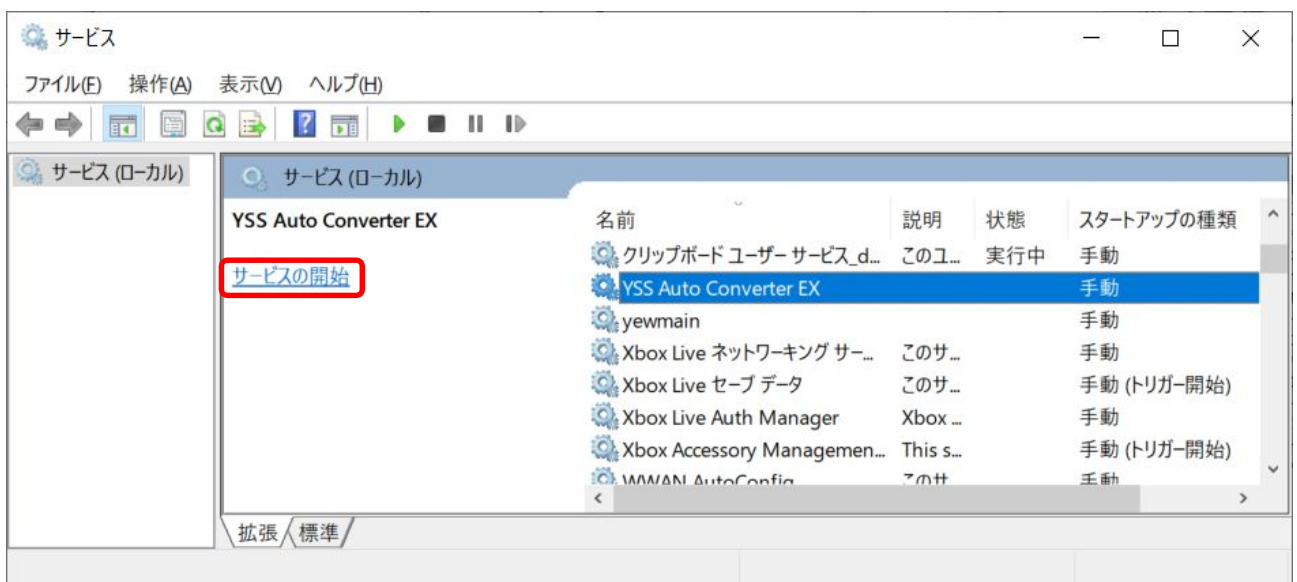 サービス
ファイル(F) 操作(A) 表示(V) ヘルプ(H)
サービス (ローカル)
サービス (ローカル)
YSS Auto Converter EX
サービスの開始
名前 説明 状態 スタートアップの種類
クリップボード ユーザー サービス_d... このユ... 実行中 手動
YSS Auto Converter EX 手動
yewmain 手動
Xbox Live ネットワーキング サー... このサ... 手動
Xbox Live セーブ データ このサ... 手動 (トリガー開始)
Xbox Live Auth Manager Xbox ... 手動
Xbox Accessory Managemen... This s... 手動 (トリガー開始)
WWAN AutoConfig このサ 手動
拡張 標準